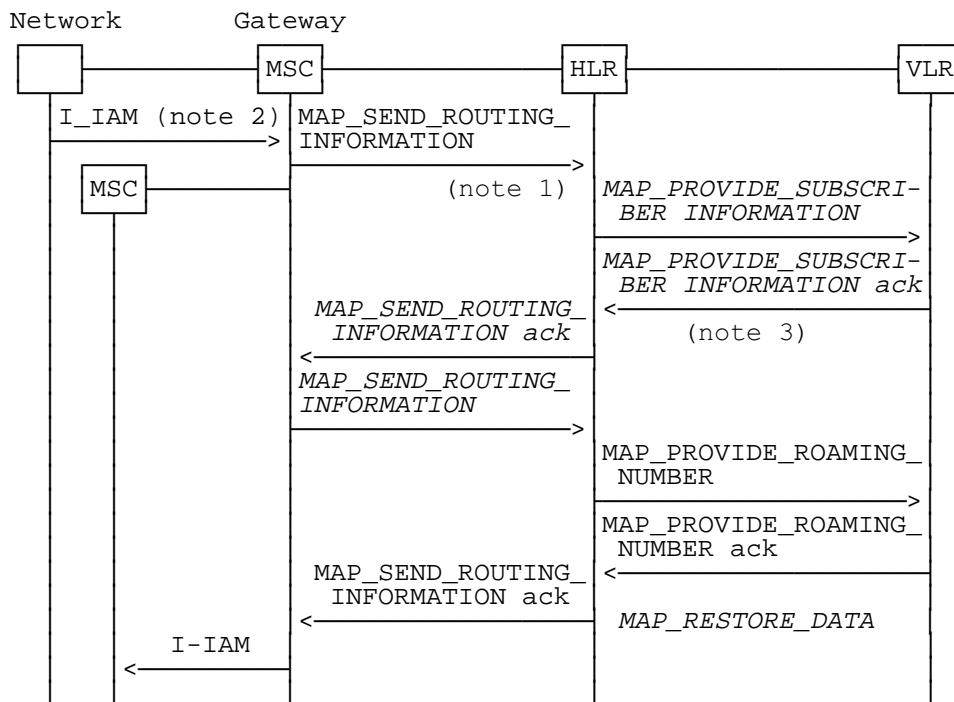 Network Gateway
MSC HLR VLR
I_IAM (note 2)
MAP_SEND_ROUTING_
INFORMATION
MSC
(note 1)
MAP_PROVIDE_SUBSCRI-
BER INFORMATION
MAP_PROVIDE_SUBSCRI-
BER INFORMATION ack
MAP_SEND_ROUTING_
INFORMATION ack
(note 3)
MAP_SEND_ROUTING_
INFORMATION
MAP_PROVIDE_ROAMING_
NUMBER
MAP_PROVIDE_ROAMING_
NUMBER ack
MAP_SEND_ROUTING_
INFORMATION ack
MAP_RESTORE_DATA
I-IAM